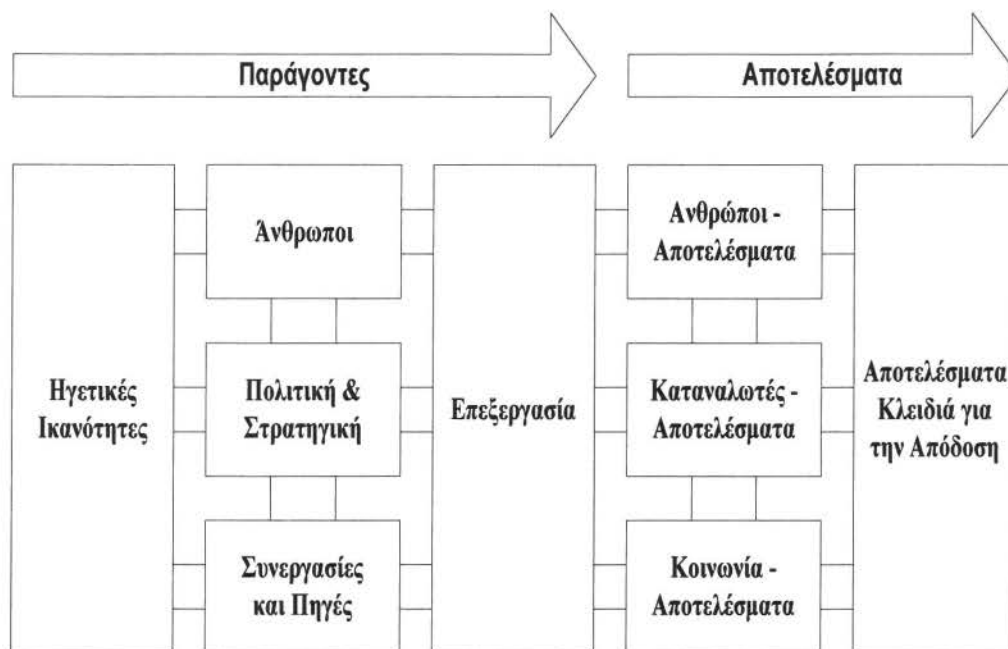 Παράγοντες
Αποτελέσματα
Ηγετικές
Ικανότητες
Άνθρωποι
Πολιτική &
Στρατηγική
Συνεργασίες
και Πηγές
Επεξεργασία
Ανθρώποι -
Αποτελέσματα
Καταναλωτές -
Αποτελέσματα
Κοινωνία -
Αποτελέσματα
Αποτελέσματα
Κλειδιά για
την Απόδοση